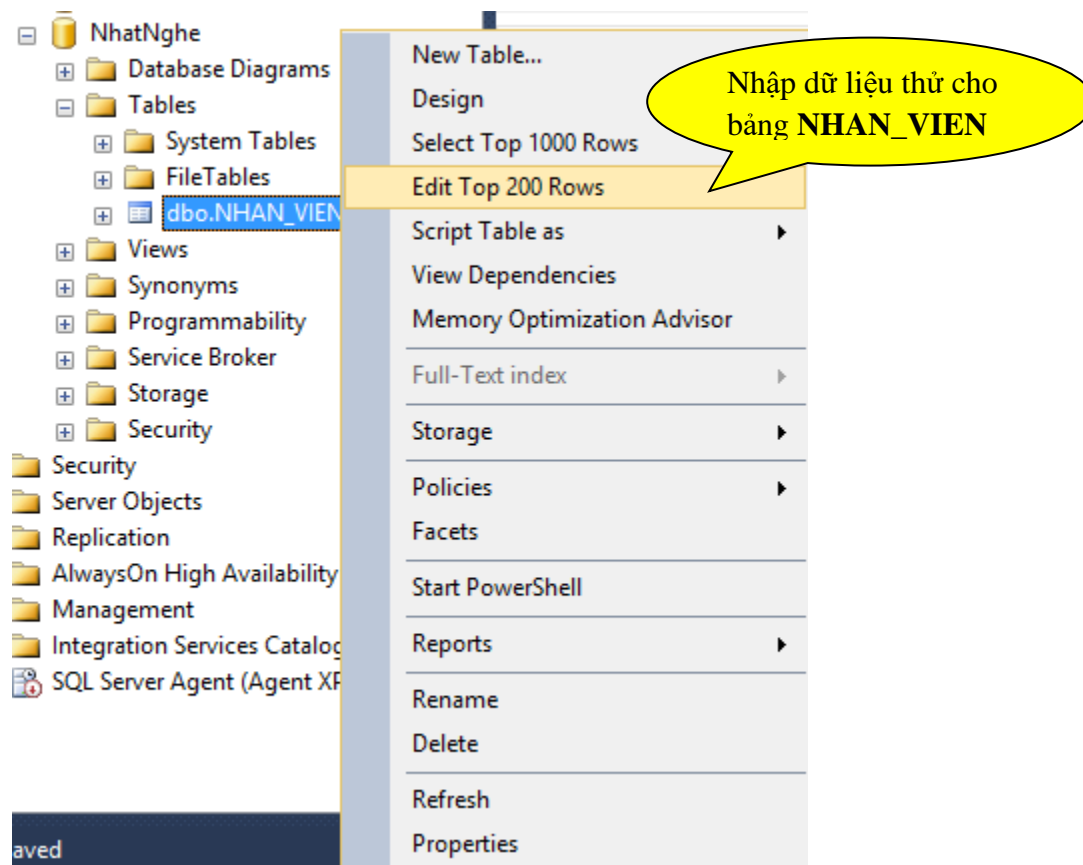 NhatNghe
Database Diagrams
Tables
System Tables
FileTables
dbo.NHAN_VIEN
Views
Synonyms
Programmability
Service Broker
Storage
Security
Security
Server Objects
Replication
AlwaysOn High Availability
Management
Integration Services Catalog
SQL Server Agent (Agent XP
aved
New Table...
Design
Select Top 1000 Rows
Edit Top 200 Rows
Script Table as
View Dependencies
Memory Optimization Advisor
Full-Text index
Storage
Policies
Facets
Start PowerShell
Reports
Rename
Delete
Refresh
Properties
Nhập dữ liệu thử cho
bảng NHAN_VIEN